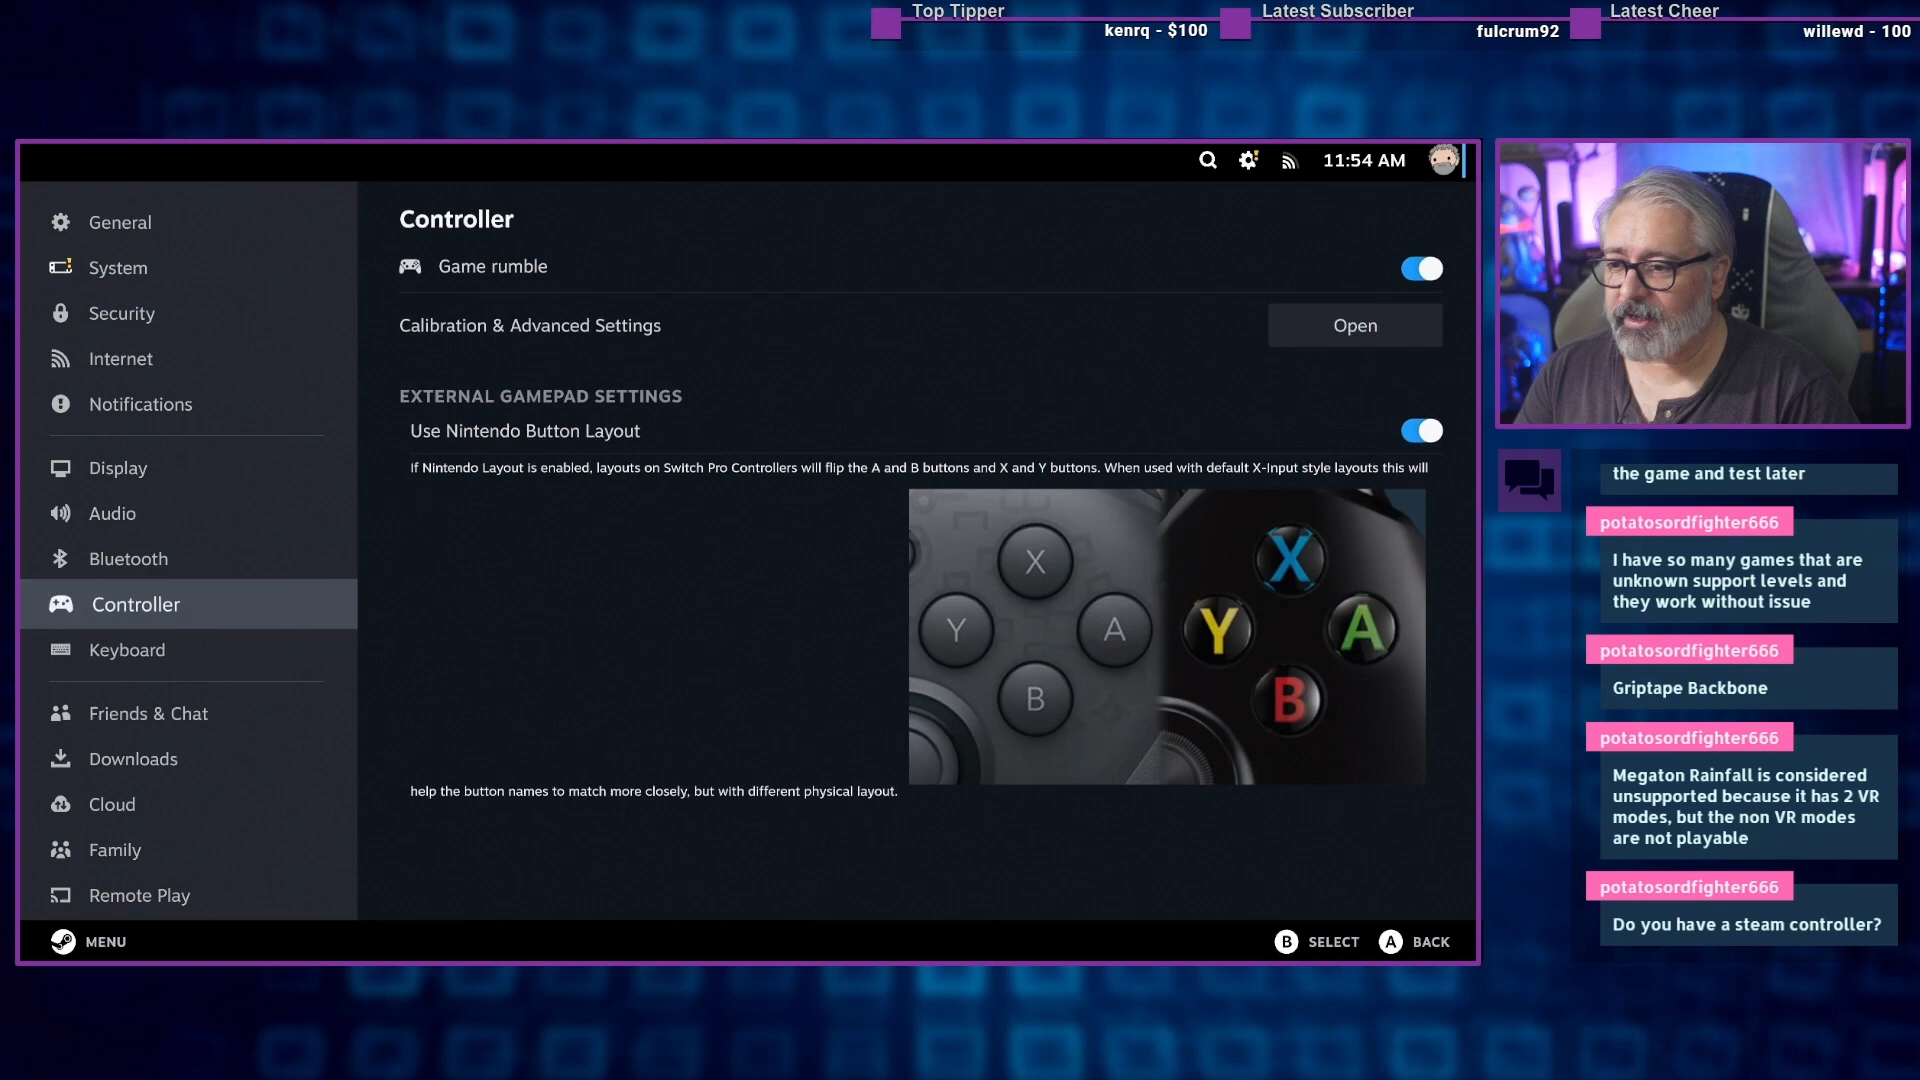 Top Tipper
kenrq - $100
Latest Subscriber
fulcrum92
Latest Cheer
willewd - 100
11:54 AM
General
System
Security
Internet
Notifications
Display
Audio
Bluetooth
Controller
Keyboard
Friends & Chat
Downloads
Cloud
Family
Remote Play
Controller
Game rumble
Calibration & Advanced Settings
Open
EXTERNAL GAMEPAD SETTINGS
Use Nintendo Button Layout
If Nintendo Layout is enabled, layouts on Switch Pro Controllers will flip the A and B buttons and X and Y buttons. When used with default X-Input style layouts this will
X
Y A
B
X
Y A
B
help the button names to match more closely, but with different physical layout.
MENU
B SELECT
A BACK
the game and test later
potatosordfighter666
I have so many games that are
unknown support levels and
they work without issue
potatosordfighter666
Griptape Backbone
potatosordfighter666
Megaton Rainfall is considered
unsupported because it has 2 VR
modes, but the non VR modes
are not playable
potatosordfighter666
Do you have a steam controller?